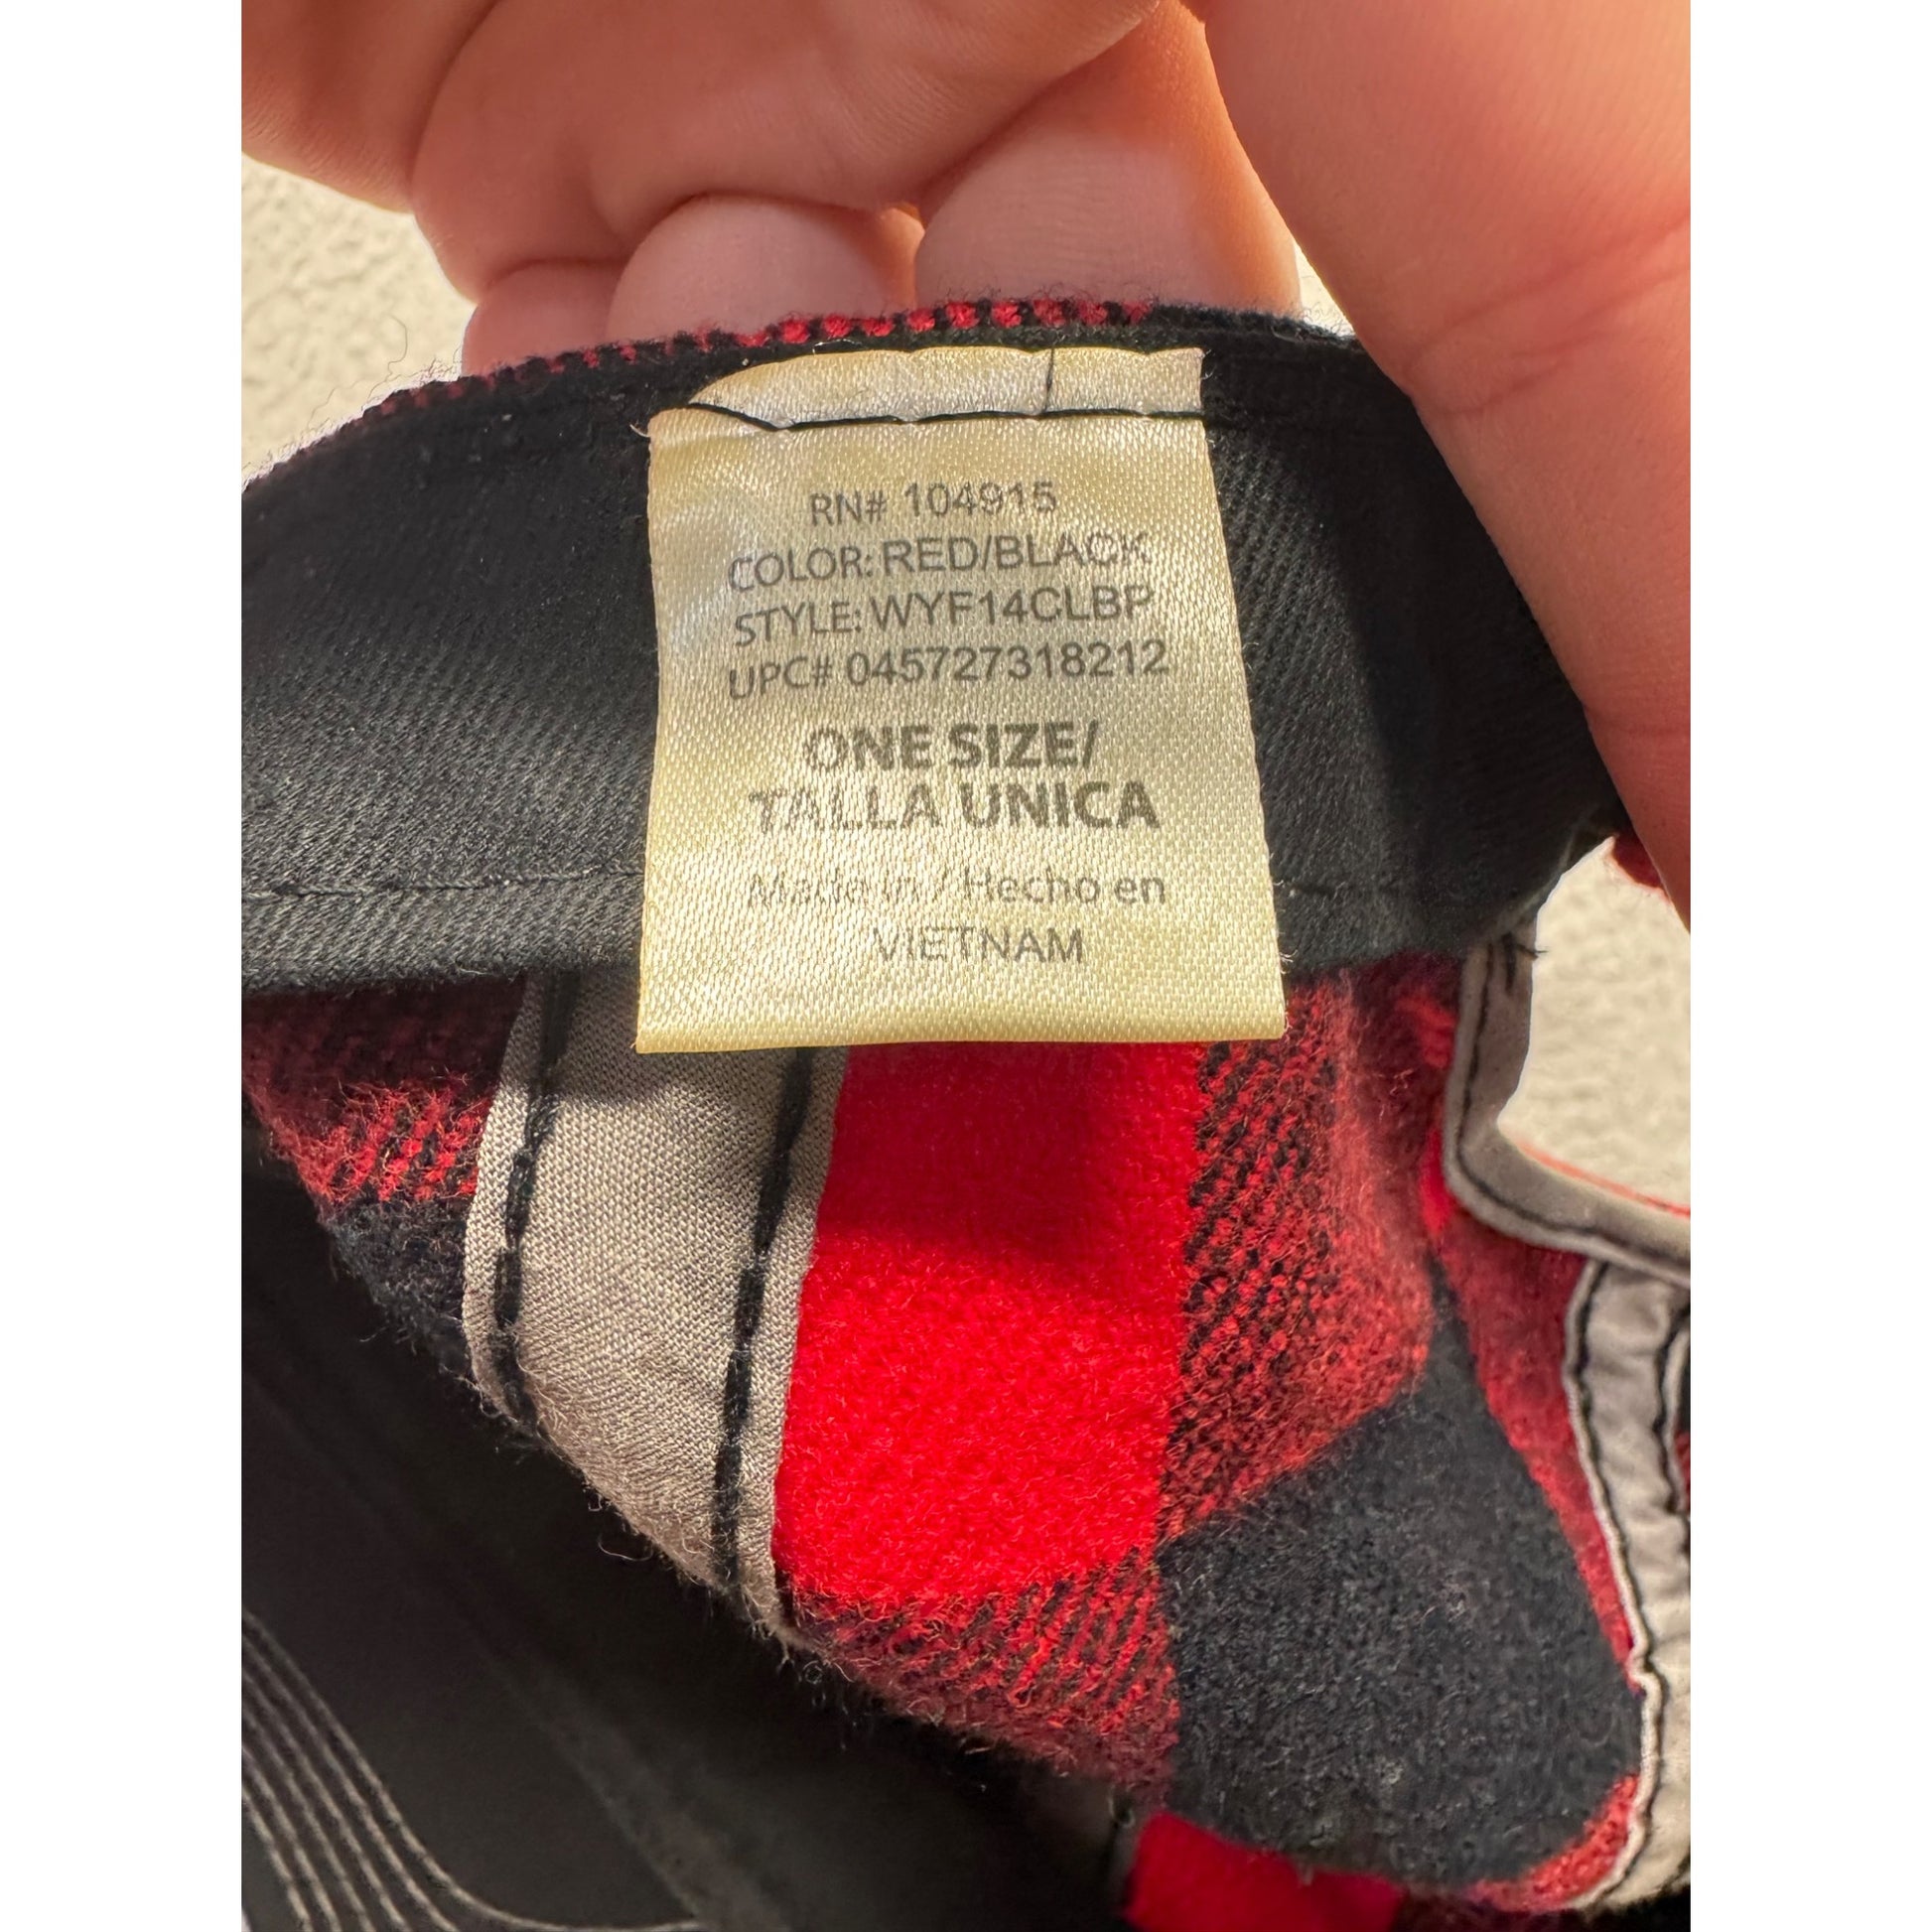 RN# 104915
COLOR: RED/BLACK
STYLE: WYF14CLBP
UPC# 045727318212
ONE SIZE/
TALLA UNICA
Made in / Hecho en
VIETNAM